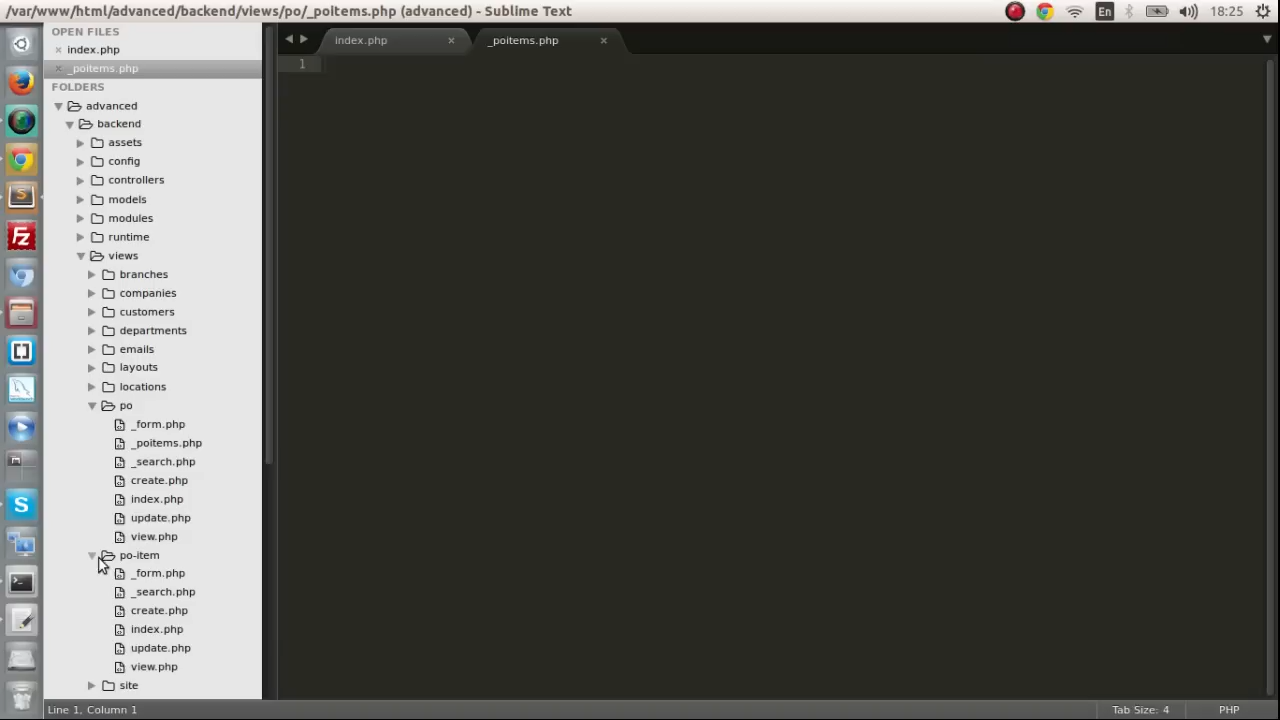 /var/www/html/advanced/backend/views/po/_poitems.php (advanced) - Sublime Text
En
18:25
OPEN FILES
index.php
_poitems.php
FOLDERS
advanced
backend
assets
config
controllers
models
modules
runtime
views
branches
companies
customers
departments
emails
layouts
locations
po
_form.php
_poitems.php
_search.php
create.php
index.php
update.php
view.php
po-item
_form.php
_search.php
create.php
index.php
update.php
view.php
site
index.php
_poitems.php
1
Line 1, Column 1
Tab Size: 4
PHP